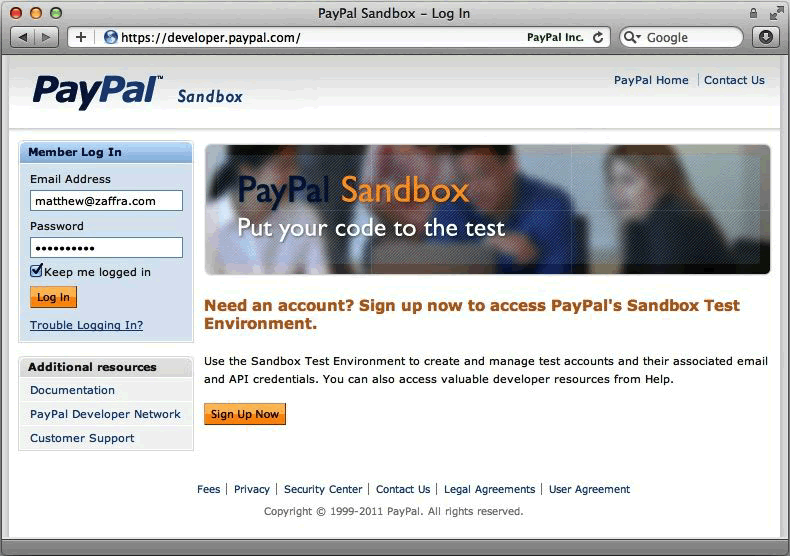 PayPal Sandbox – Log In
https://developer.paypal.com/
PayPal Inc.
Google
PayPal™ Sandbox
PayPal Home
Contact Us
Member Log In
Email Address
matthew@zaffra.com
Password
••••••••••
Keep me logged in
Log In
Trouble Logging In?
Additional resources
Documentation
PayPal Developer Network
Customer Support
PayPal Sandbox
Put your code to the test
Need an account? Sign up now to access PayPal's Sandbox Test
Environment.
Use the Sandbox Test Environment to create and manage test accounts and their associated email
and API credentials. You can also access valuable developer resources from Help.
Sign Up Now
Fees | Privacy | Security Center | Contact Us | Legal Agreements | User Agreement
Copyright © 1999-2011 PayPal. All rights reserved.